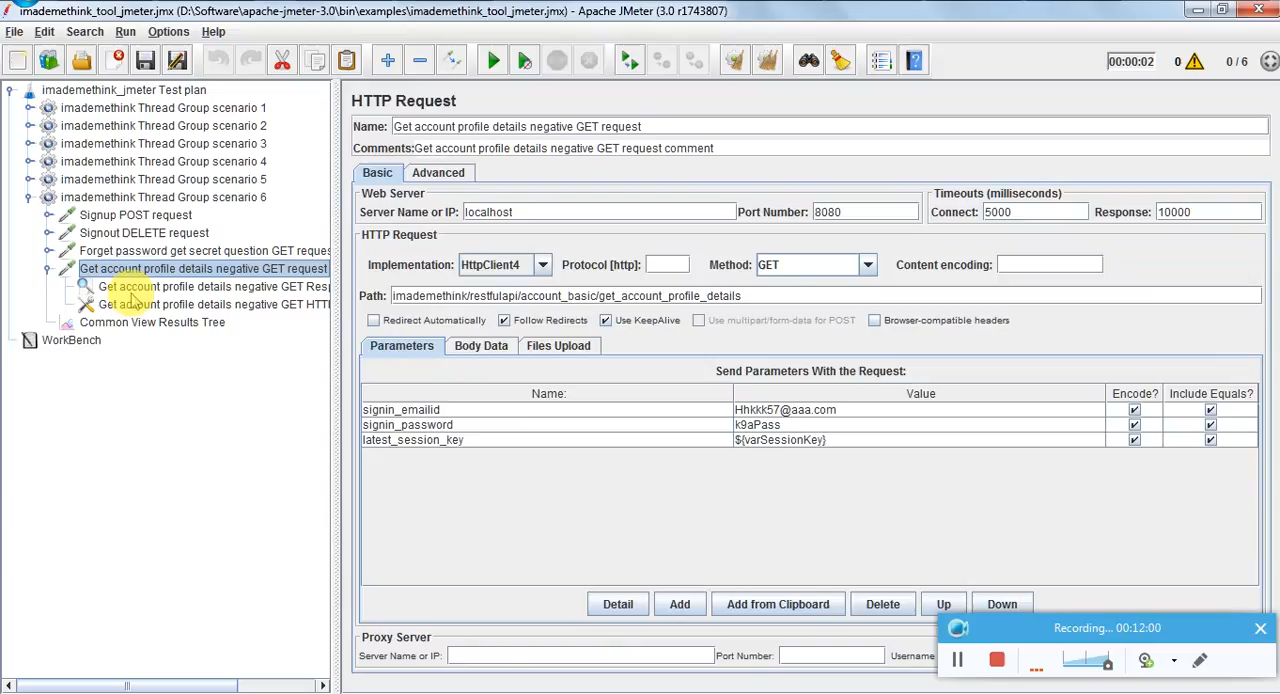 imademethink_tool_jmeter.jmx (D:\Software\apache-jmeter-3.0\bin\examples\imademethink_tool_jmeter.jmx) - Apache JMeter (3.0 r1743807)
File Edit Search Run Options Help
00:00:02 0 0 / 6
imademethink_jmeter Test plan
imademethink Thread Group scenario 1
imademethink Thread Group scenario 2
imademethink Thread Group scenario 3
imademethink Thread Group scenario 4
imademethink Thread Group scenario 5
imademethink Thread Group scenario 6
Signup POST request
Signout DELETE request
Forget password get secret question GET reques
Get account profile details negative GET request
Get account profile details negative GET Resp
Get account profile details negative GET HTT
Common View Results Tree
WorkBench
HTTP Request
Name: Get account profile details negative GET request
Comments: Get account profile details negative GET request comment
Basic Advanced
Web Server Timeouts (milliseconds)
Server Name or IP: localhost Port Number: 8080 Connect: 5000 Response: 10000
HTTP Request
Implementation: HttpClient4 Protocol [http]: Method: GET Content encoding:
Path: imademethink/restfulapi/account_basic/get_account_profile_details
Redirect Automatically Follow Redirects Use KeepAlive Use multipart/form-data for POST Browser-compatible headers
Parameters Body Data Files Upload
Send Parameters With the Request:
Name: Value Encode? Include Equals?
signin_emailid Hhkkk57@aaa.com
signin_password k9aPass
latest_session_key ${varSessionKey}
Detail Add Add from Clipboard Delete Up Down
Proxy Server
Server Name or IP: Port Number: Username
Recording... 00:12:00